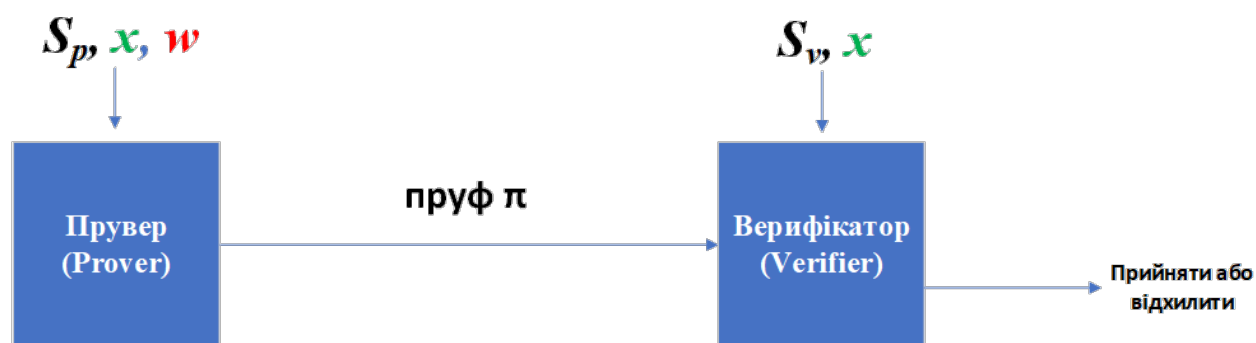 Sp, x, w
Sv, x
пруф π
Прувер
(Prover)
Верифікатор
(Verifier)
Прийняти або
відхилити